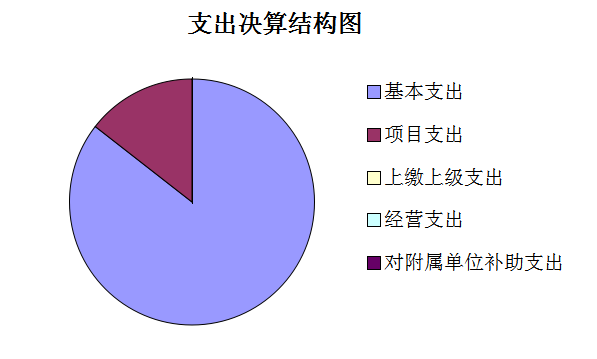 支出决算结构图
基本支出
项目支出
上缴上级支出
经营支出
对附属单位补助支出